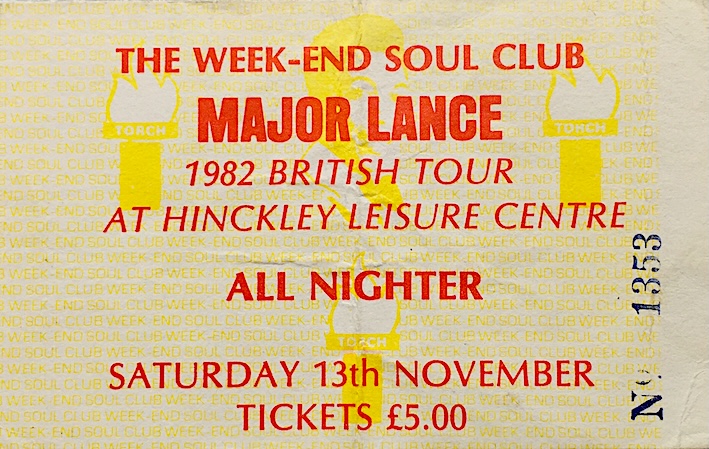 THE WEEK-END SOUL CLUB
TORCH
MAJOR LANCE
TORCH
1982 BRITISH TOUR
AT HINCKLEY LEISURE CENTRE
ALL NIGHTER
TORCH
SATURDAY 13th NOVEMBER
TICKETS £5.00
Nº 1353